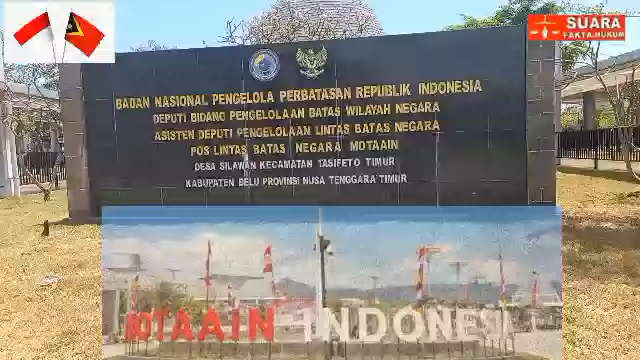 SUARA
FAKTA HUKUM
BADAN NASIONAL PENGELOLA PERBATASAN REPUBLIK INDONESIA
DEPUTI BIDANG PENGELOLAAN BATAS WILAYAH NEGARA
ASISTEN DEPUTI PENGELOLAAN LINTAS BATAS NEGARA
POS LINTAS BATAS NEGARA MOTAAIN
DESA SILAWAN KECAMATAN TASIFETO TIMUR
KABUPATEN BELU PROVINSI NUSA TENGGARA TIMUR
MOTAAIN INDONESIA